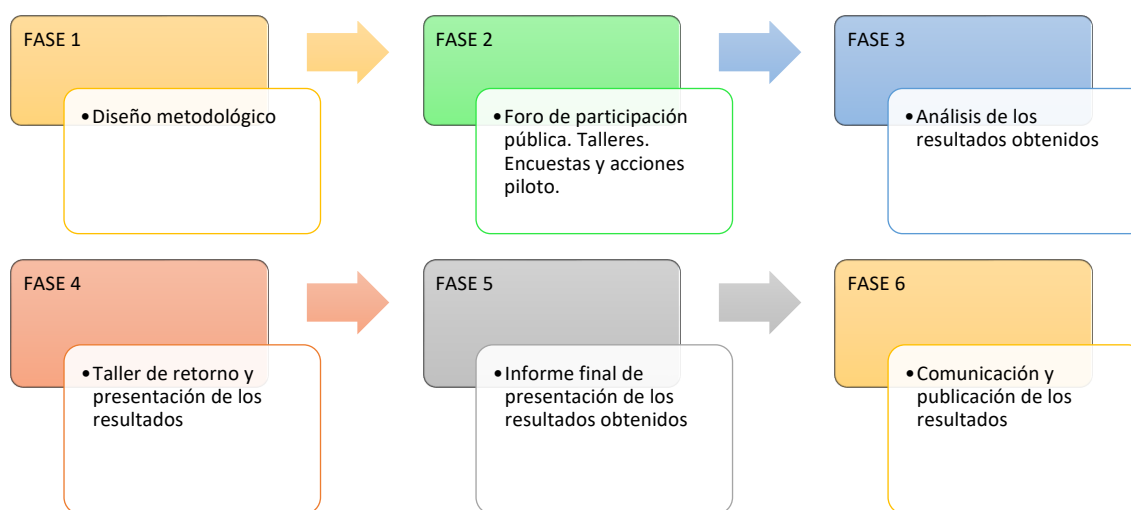 FASE 1
•Diseño metodológico
FASE 2
•Foro de participación
pública. Talleres.
Encuestas y acciones
piloto.
FASE 3
•Análisis de los
resultados obtenidos
FASE 4
•Taller de retorno y
presentación de los
resultados
FASE 5
•Informe final de
presentación de los
resultados obtenidos
FASE 6
•Comunicación y
publicación de los
resultados